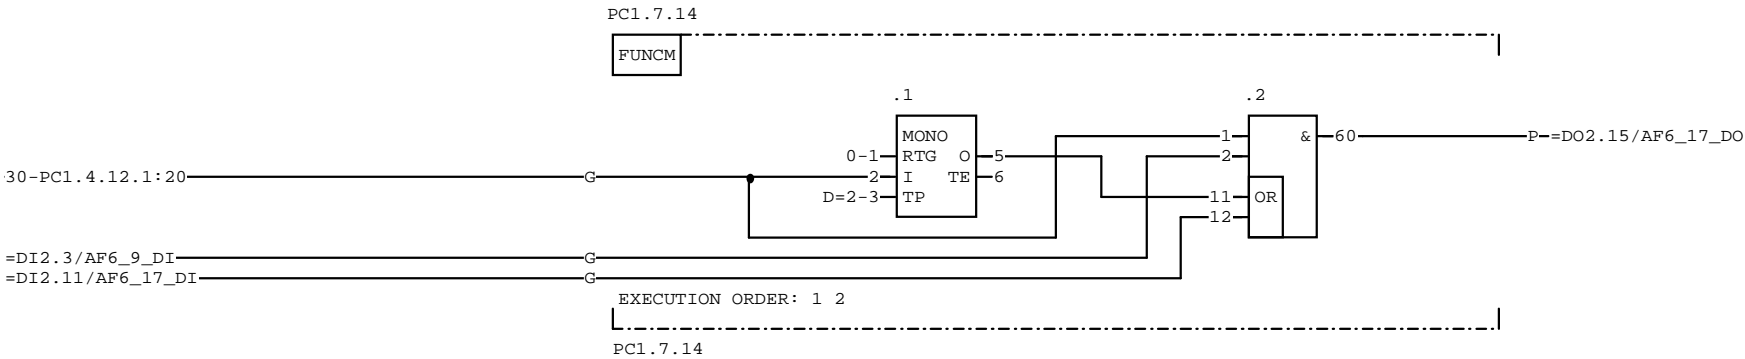 PC1.7.14
FUNCM
.1 .2
MONO 1 & 60 P =DO2.15/AF6_17_DO
0-1 RTG O 5 2
30-PC1.4.12.1:20 G 2 I TE 6
D=2-3 TP 11 OR
12
=DI2.3/AF6_9_DI G
=DI2.11/AF6_17_DI G
EXECUTION ORDER: 1 2
PC1.7.14